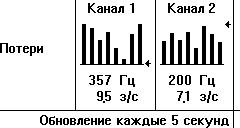 Канал 1 Канал 2
Потери
357 Гц 200 Гц
9,5 з/с 7,1 з/с
Обновление каждые 5 секунд